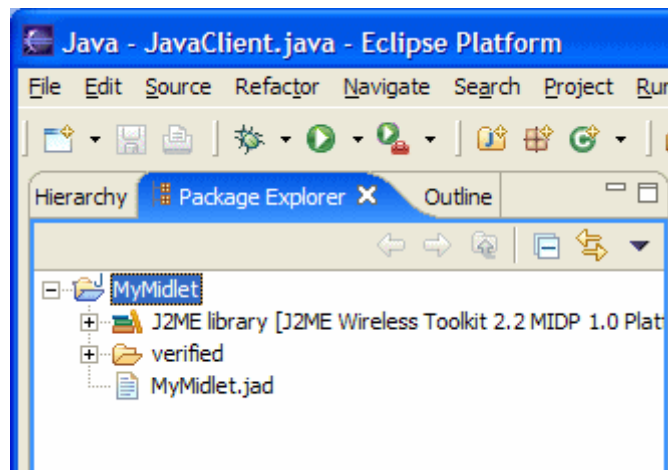 Java - JavaClient.java - Eclipse Platform
File Edit Source Refactor Navigate Search Project Run
Hierarchy Package Explorer Outline
MyMidlet
J2ME library [J2ME Wireless Toolkit 2.2 MIDP 1.0 Plat
verified
MyMidlet.jad